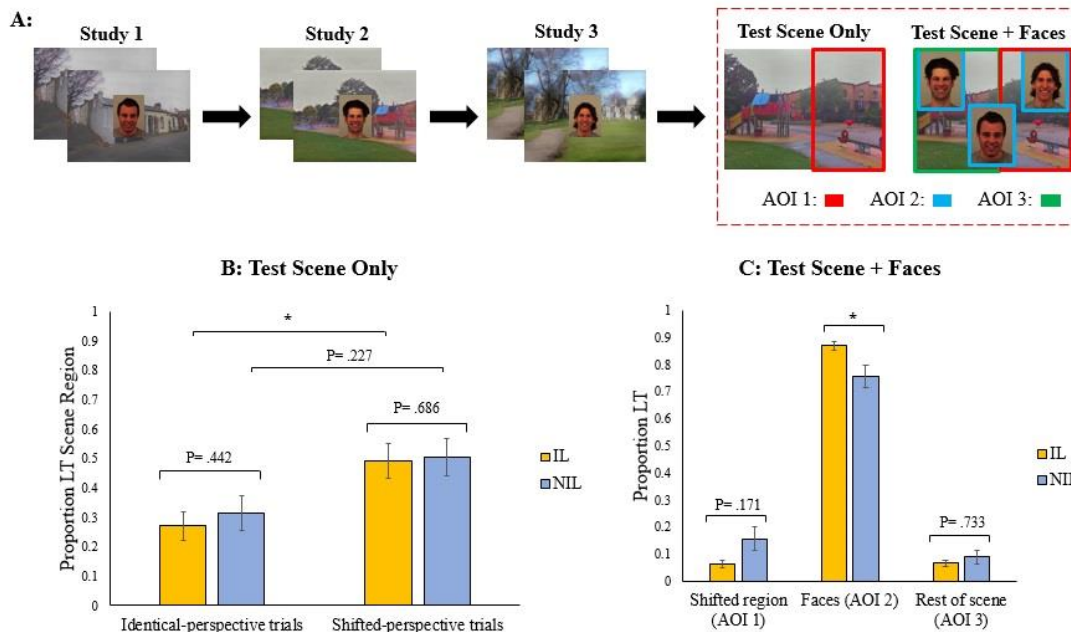 A:
Study 1
Study 2
Study 3
Test Scene Only
Test Scene + Faces
AOI 1:
AOI 2:
AOI 3:
B: Test Scene Only
Proportion LT Scene Region
1
0.9
0.8
0.7
0.6
0.5
0.4
0.3
0.2
0.1
0
*
P= .227
P= .686
P= .442
IL
NIL
Identical-perspective trials
Shifted-perspective trials
C: Test Scene + Faces
Proportion LT
1
0.9
0.8
0.7
0.6
0.5
0.4
0.3
0.2
0.1
0
*
P= .171
P= .733
IL
NIL
Shifted region
(AOI 1)
Faces (AOI 2)
Rest of scene
(AOI 3)